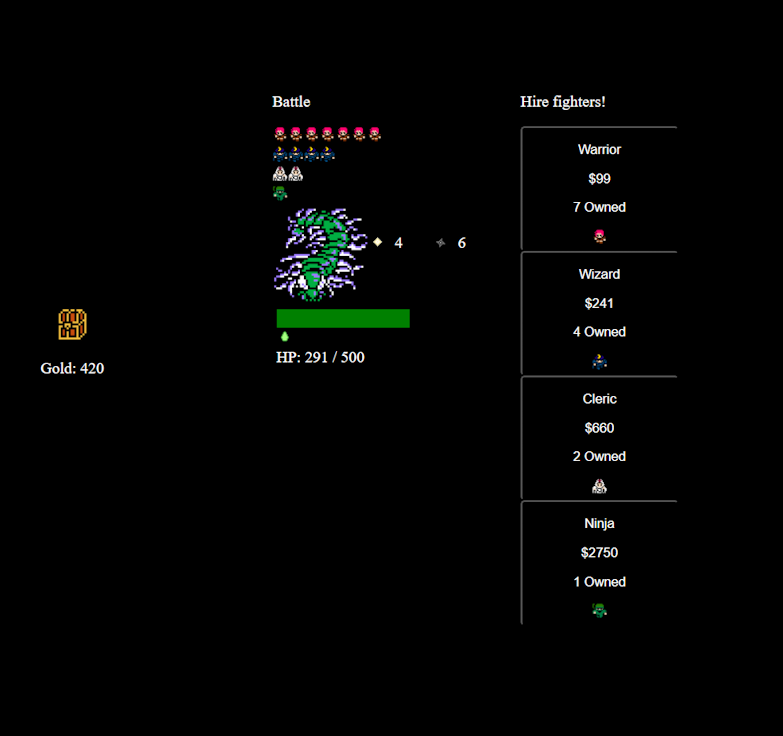 Battle
4 6
HP: 291 / 500
Gold: 420
Hire fighters!
Warrior
$99
7 Owned
Wizard
$241
4 Owned
Cleric
$660
2 Owned
Ninja
$2750
1 Owned